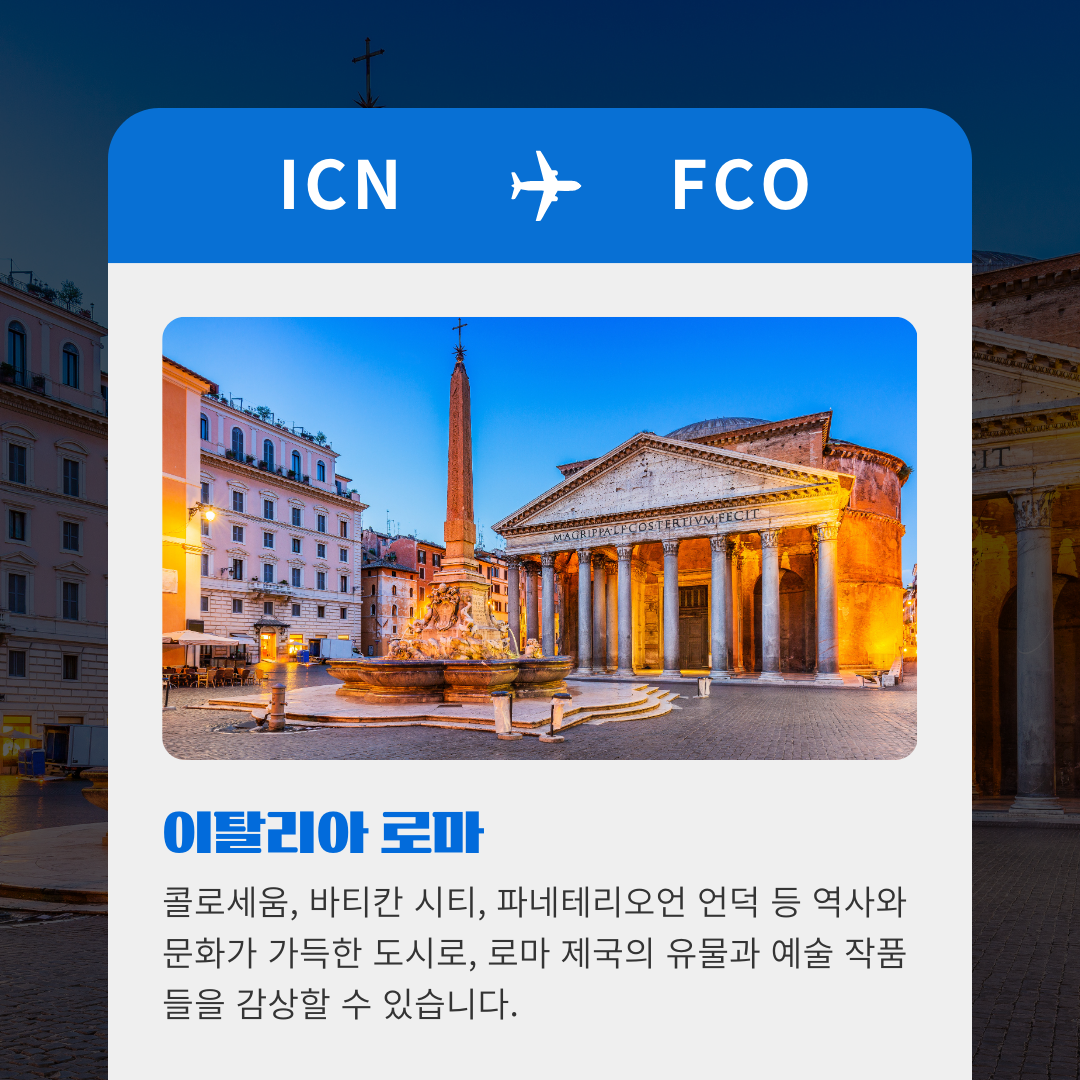 ICN FCO
M·AGRIPPA·L·F·COS·TERTIVM·FECIT
이탈리아 로마
콜로세움, 바티칸 시티, 파네테리오언 언덕 등 역사와
문화가 가득한 도시로, 로마 제국의 유물과 예술 작품
들을 감상할 수 있습니다.